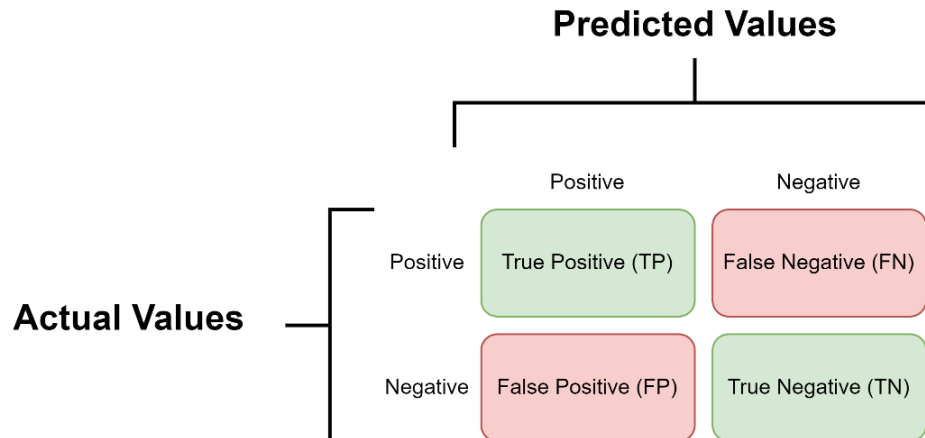 Predicted Values
Positive
Negative
Positive
True Positive (TP)
False Negative (FN)
Actual Values
Negative
False Positive (FP)
True Negative (TN)